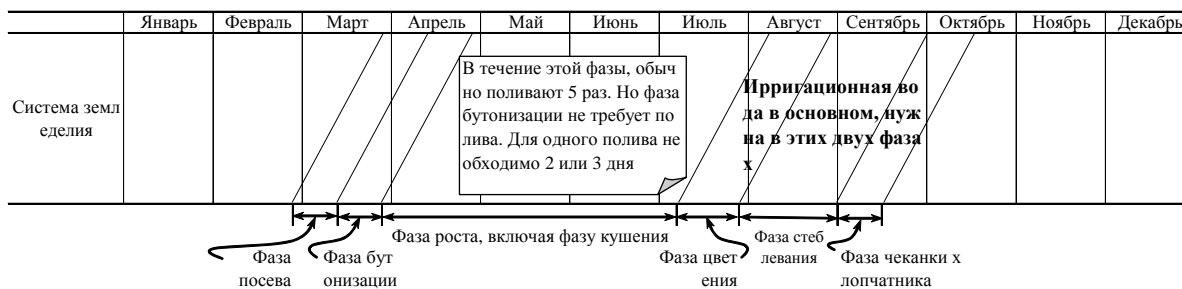 Январь Февраль Март Апрель Май Июнь Июль Август Сентябрь Октябрь Ноябрь Декабрь
Система земл
еделия
В течение этой фазы, обыч
но поливают 5 раз. Но фаза
бутонизации не требует по
лива. Для одного полива не
обходимо 2 или 3 дня
Ирригационная во
да в основном, нуж
на в этих двух фаза
х
Фаза
посева
Фаза бут
онизации
Фаза роста, включая фазу кушения
Фаза цвет
ения
Фаза стеб
левания
Фаза чеканки х
лопчатника